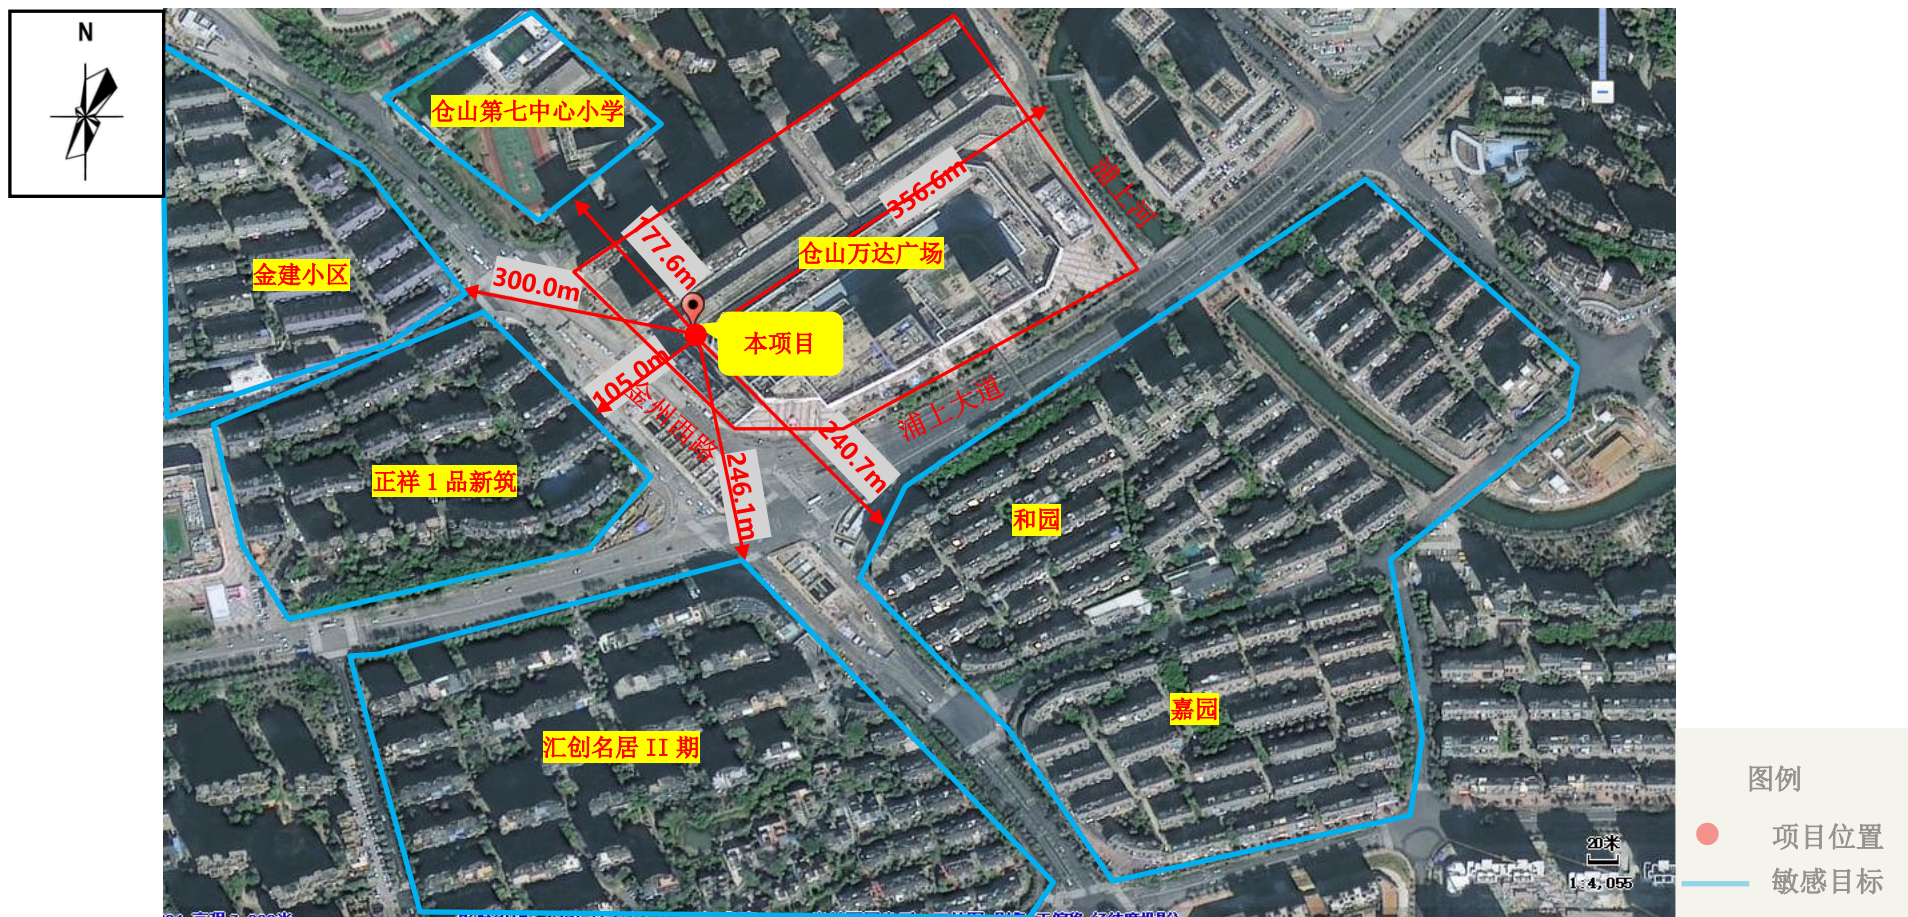 N
仓山第七中心小学
浦上河
356.6m
177.6m
仓山万达广场
金建小区
300.0m
本项目
105.0m
金州西路
浦上大道
240.7m
246.1m
正祥 1 品新筑
和园
嘉园
汇创名居 II 期
图例
项目位置
敏感目标
20米
1:4,055